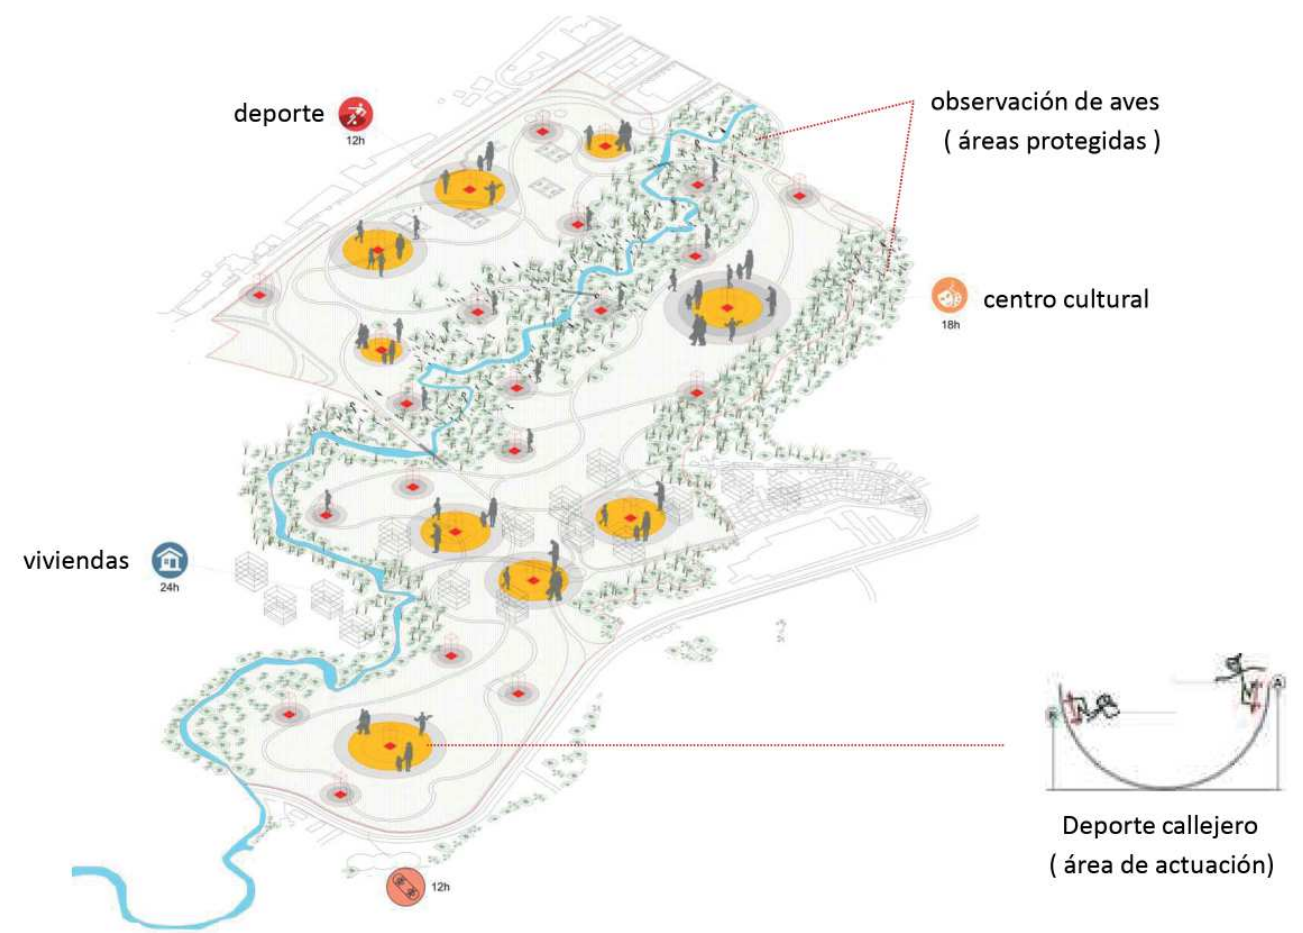 deporte
12h
observación de aves
( áreas protegidas )
centro cultural
18h
viviendas
24h
A
Deporte callejero
( área de actuación)
12h